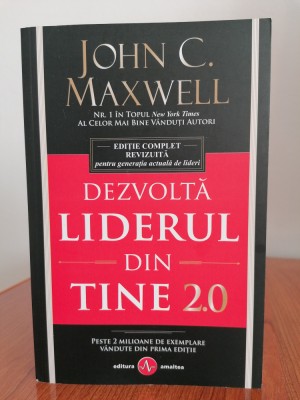 JOHN C.
MAXWELL
NR. 1 ÎN TOPUL New York Times
AL CELOR MAI BINE VÂNDUȚI AUTORI
EDIȚIE COMPLET
REVIZUITĂ
pentru generația actuală de lideri
DEZVOLTĂ
LIDERUL
DIN
TINE 2.0
PESTE 2 MILIOANE DE EXEMPLARE
VÂNDUTE DIN PRIMA EDIȚIE
editura amaltea